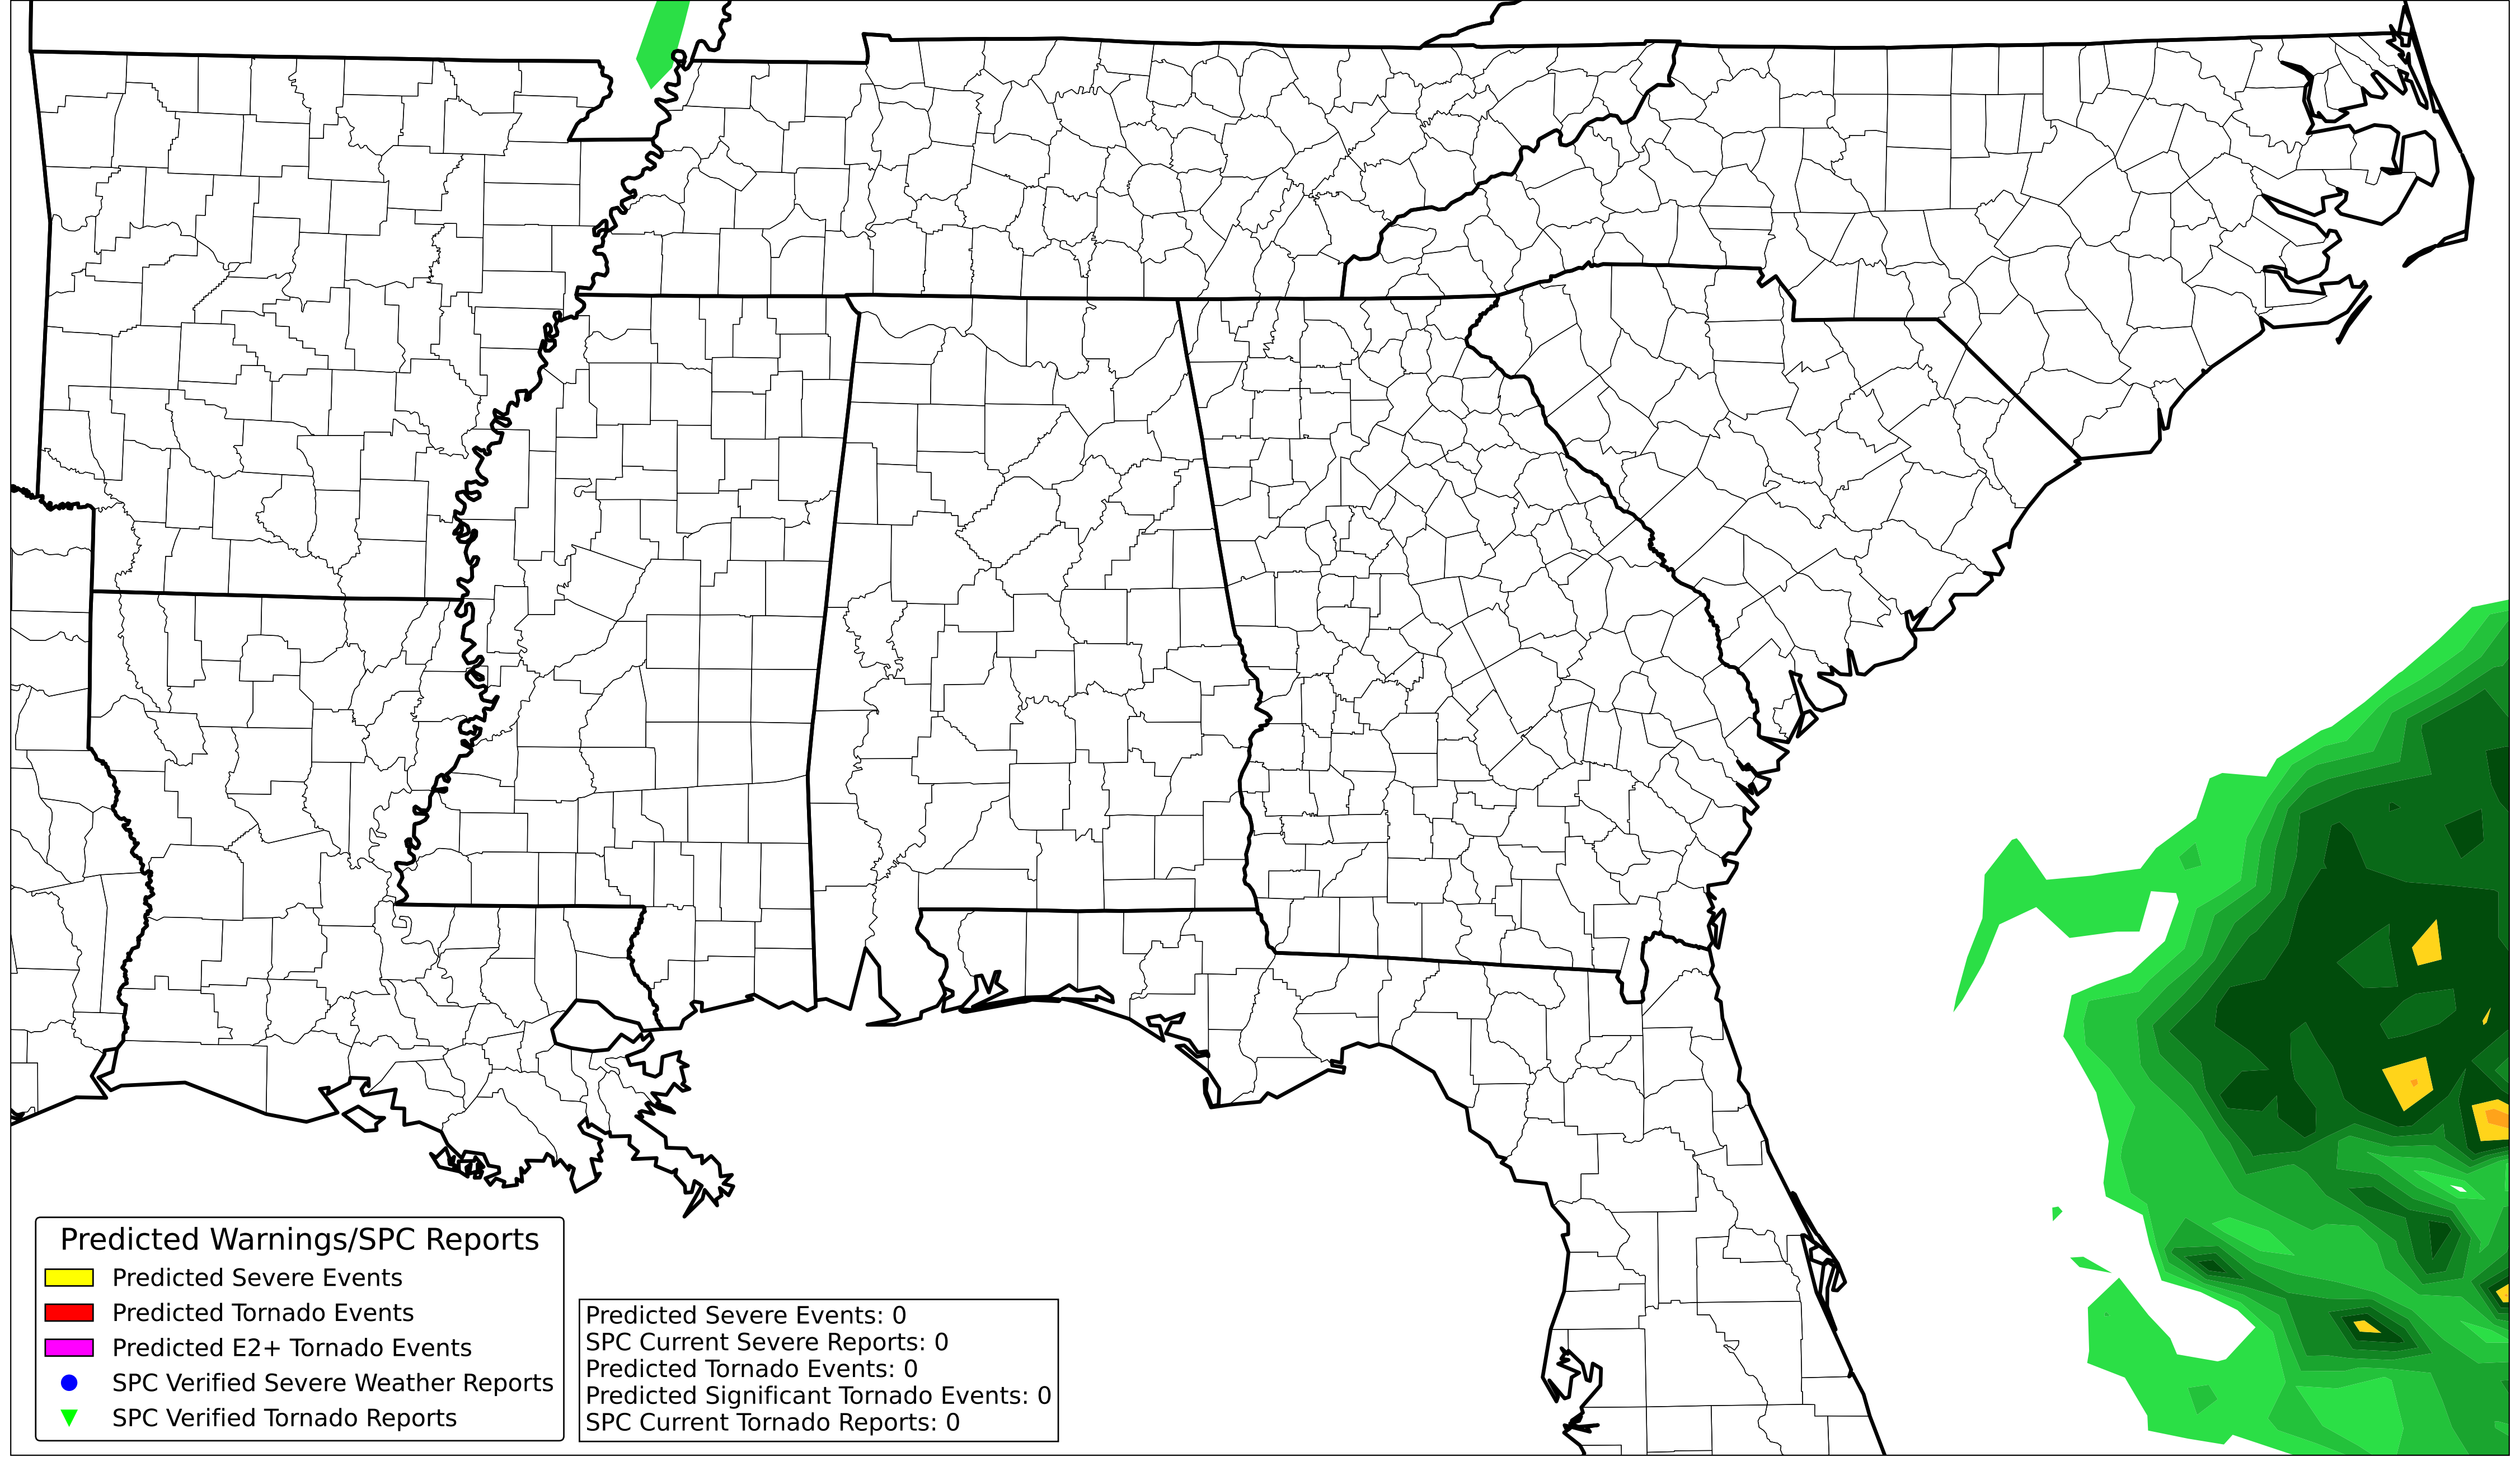 Predicted Warnings/SPC Reports
Predicted Severe Events
Predicted Tornado Events
Predicted E2+ Tornado Events
SPC Verified Severe Weather Reports
SPC Verified Tornado Reports
Predicted Severe Events: 0
SPC Current Severe Reports: 0
Predicted Tornado Events: 0
Predicted Significant Tornado Events: 0
SPC Current Tornado Reports: 0